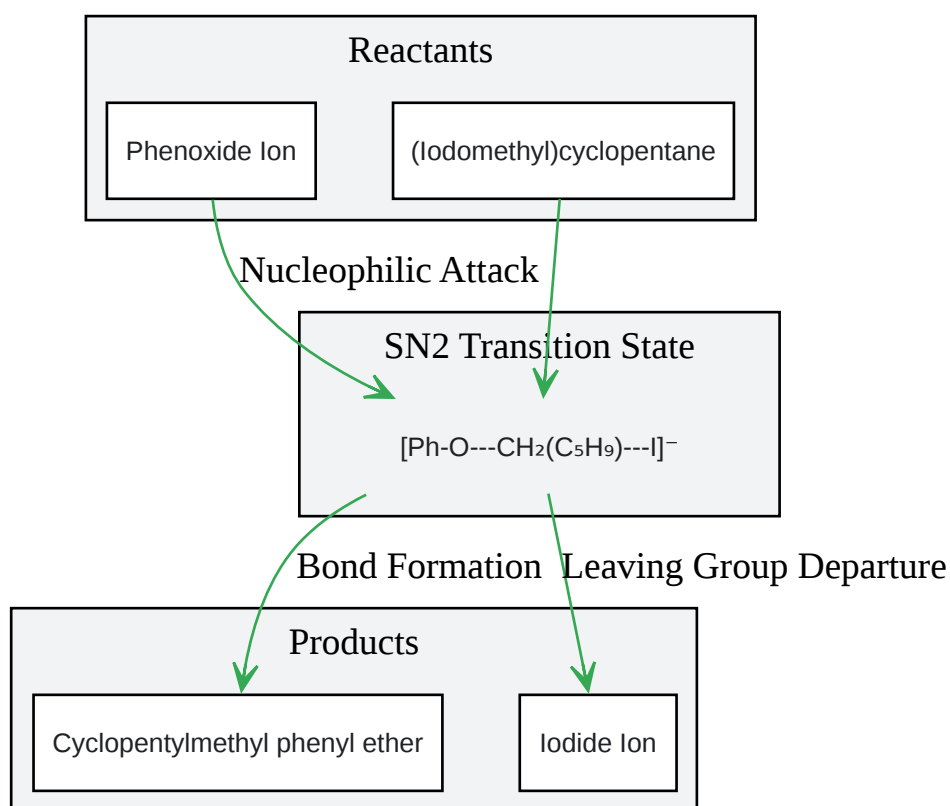 Reactants
Phenoxide Ion
(Iodomethyl)cyclopentane
Nucleophilic Attack
SN2 Transition State
[Ph-O---CH₂(C₅H₉)---I]⁻
Bond Formation
Leaving Group Departure
Products
Cyclopentylmethyl phenyl ether
Iodide Ion